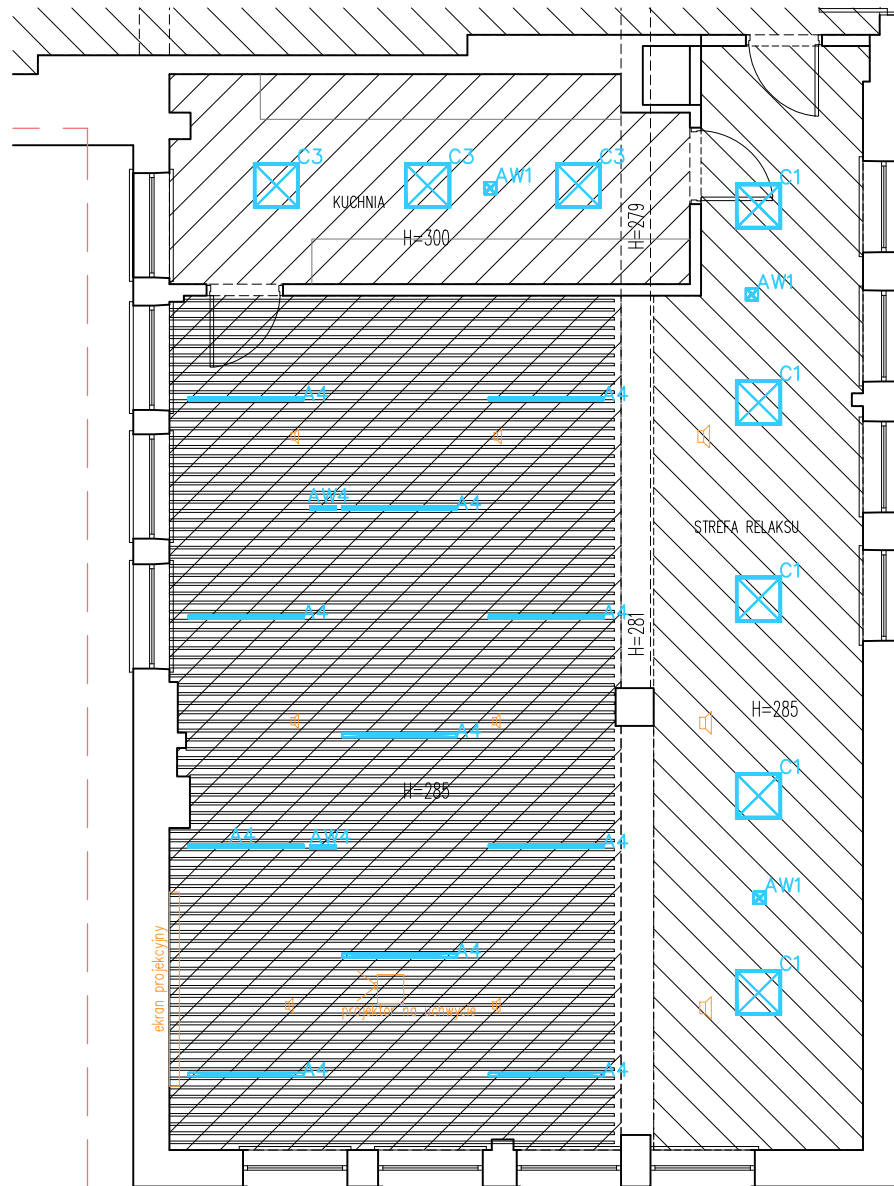 C3
C3
C3
AW1
C1
KUCHNIA
H=279
H=300
AW1
C1
A4
A4
AW4
A4
STREFA RELAKSU
C1
A4
A4
H=281
H=285
A4
C1
H=285
A4
AW4
A4
AW1
A4
C1
ekran projekcyjny
projektor na uchwycie
A4
A4